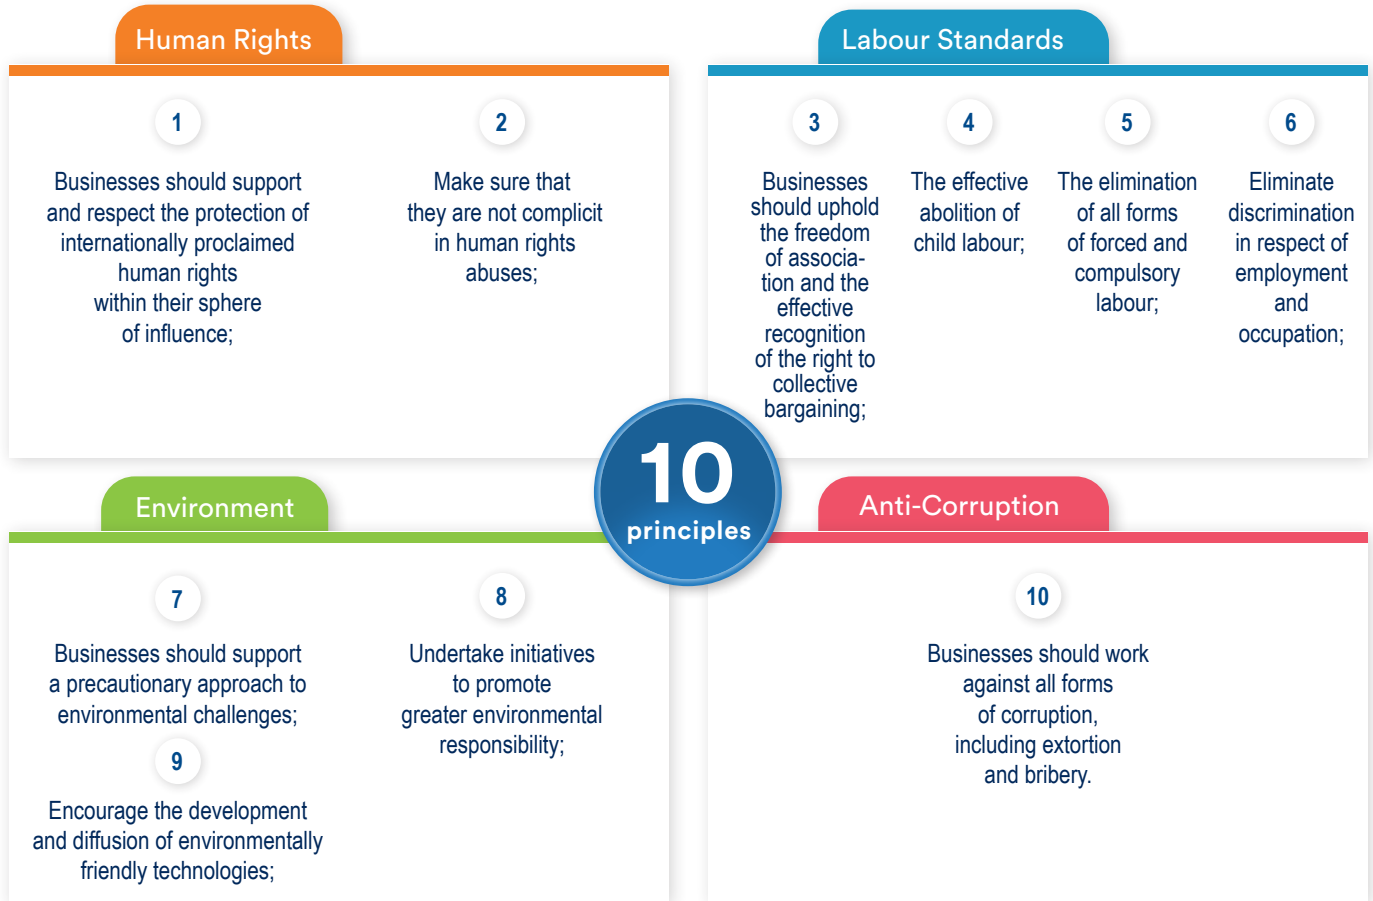 Human Rights
1
Businesses should support
and respect the protection of
internationally proclaimed
human rights
within their sphere
of influence;
2
Make sure that
they are not complicit
in human rights
abuses;
Labour Standards
3
Businesses
should uphold
the freedom
of associa-
tion and the
effective
recognition
of the right to
collective
bargaining;
4
The effective
abolition of
child labour;
5
The elimination
of all forms
of forced and
compulsory
labour;
6
Eliminate
discrimination
in respect of
employment
and
occupation;
10
principles
Environment
7
Businesses should support
a precautionary approach to
environmental challenges;
8
Undertake initiatives
to promote
greater environmental
responsibility;
9
Encourage the development
and diffusion of environmentally
friendly technologies;
Anti-Corruption
10
Businesses should work
against all forms
of corruption,
including extortion
and bribery.